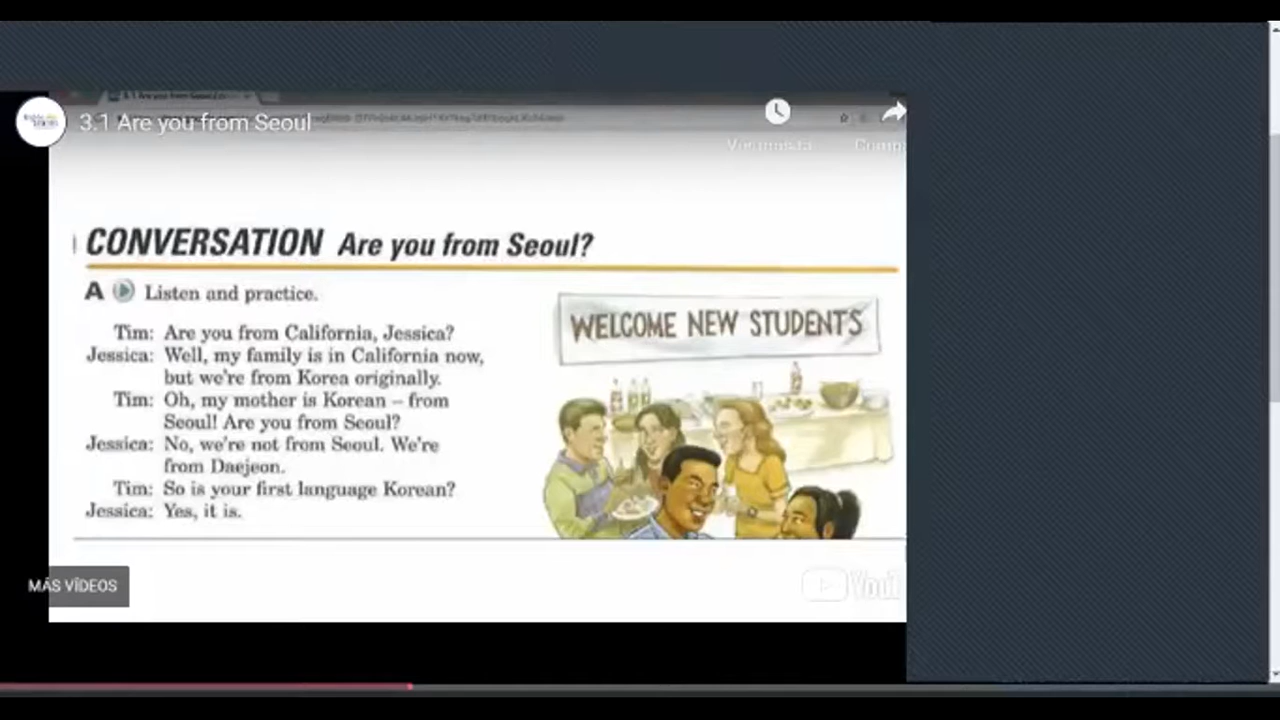 3.1 Are you from Seoul
CONVERSATION Are you from Seoul?
A Listen and practice.
Tim: Are you from California, Jessica?
Jessica: Well, my family is in California now,
but we're from Korea originally.
Tim: Oh, my mother is Korean – from
Seoul! Are you from Seoul?
Jessica: No, we're not from Seoul. We're
from Daejeon.
Tim: So is your first language Korean?
Jessica: Yes, it is.
WELCOME NEW STUDENTS
MÁS VÍDEOS